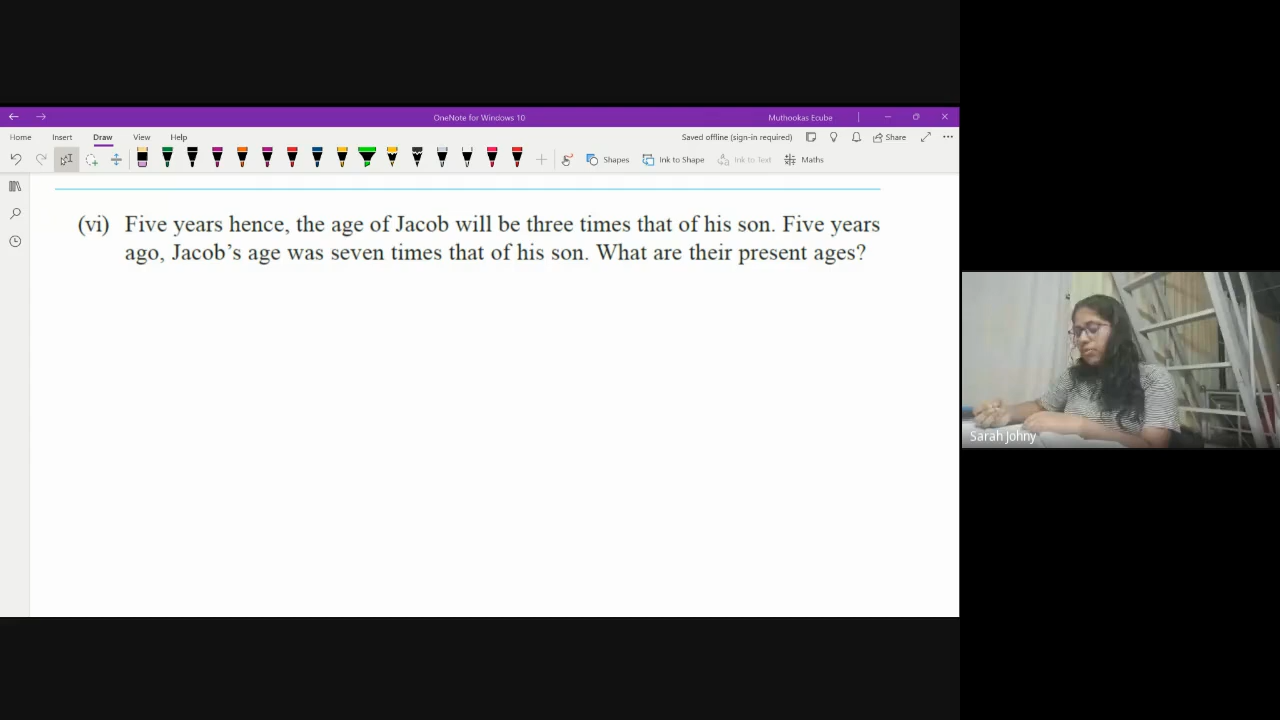 OneNote for Windows 10
Muthookas Ecube
Home Insert Draw View Help
Saved offline (sign-in required)
Share
Shapes
Ink to Shape
Ink to Text
Maths
(vi) Five years hence, the age of Jacob will be three times that of his son. Five years
ago, Jacob’s age was seven times that of his son. What are their present ages?
Sarah Johny